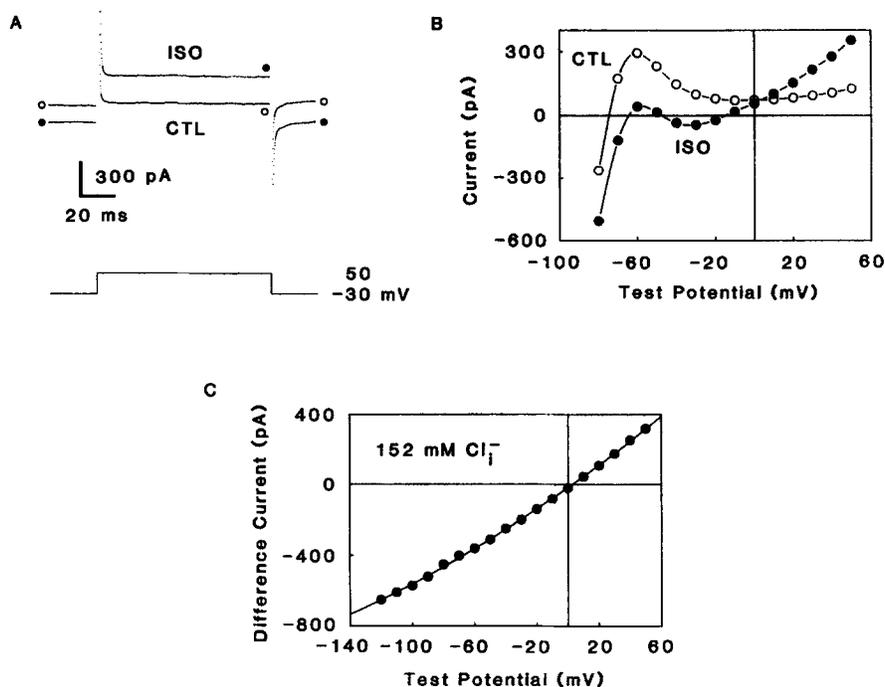 A
ISO
CTL
300 pA
20 ms
50
-30 mV
B
Current (pA)
300
0
-300
-600
CTL
ISO
-100 -60 -20 20 60
Test Potential (mV)
C
Difference Current (pA)
400
0
-400
-800
152 mM Cl⁻ᵢ
-140 -100 -60 -20 20 60
Test Potential (mV)